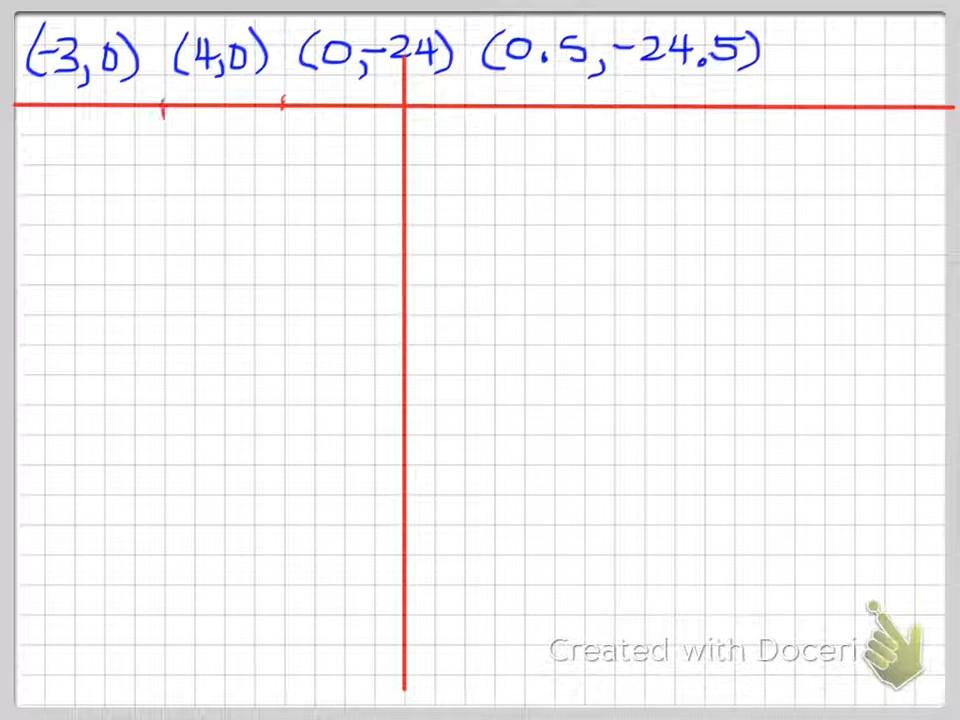 (-3,0) (4,0) (0,-24) (0.5,-24.5)
Created with Doceri